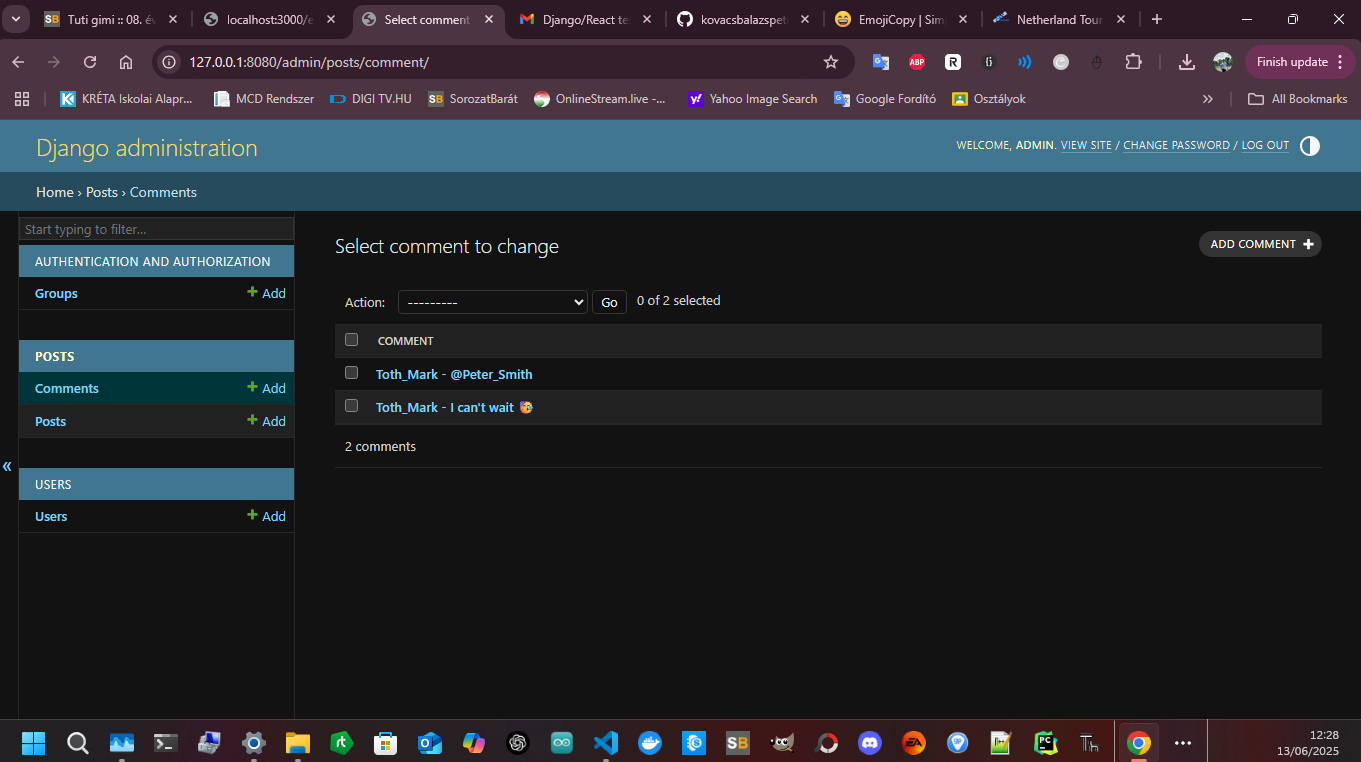 Tuti gimi :: 08. év
localhost:3000/e
Select comment
Django/React te
kovacsbalazspet
EmojiCopy | Sim
Netherland Tour
127.0.0.1:8080/admin/posts/comment/
Finish update
KRÉTA Iskolai Alapr...
MCD Rendszer
DIGI TV.HU
SorozatBarát
OnlineStream.live -...
Yahoo Image Search
Google Fordító
Osztályok
All Bookmarks
Django administration
WELCOME, ADMIN. VIEW SITE / CHANGE PASSWORD / LOG OUT
Home › Posts › Comments
Start typing to filter...
AUTHENTICATION AND AUTHORIZATION
Groups
Add
POSTS
Comments
Add
Posts
Add
USERS
Users
Add
Select comment to change
ADD COMMENT
Action:
---------
Go
0 of 2 selected
COMMENT
Toth_Mark - @Peter_Smith
Toth_Mark - I can't wait 🥳
2 comments
12:28
13/06/2025